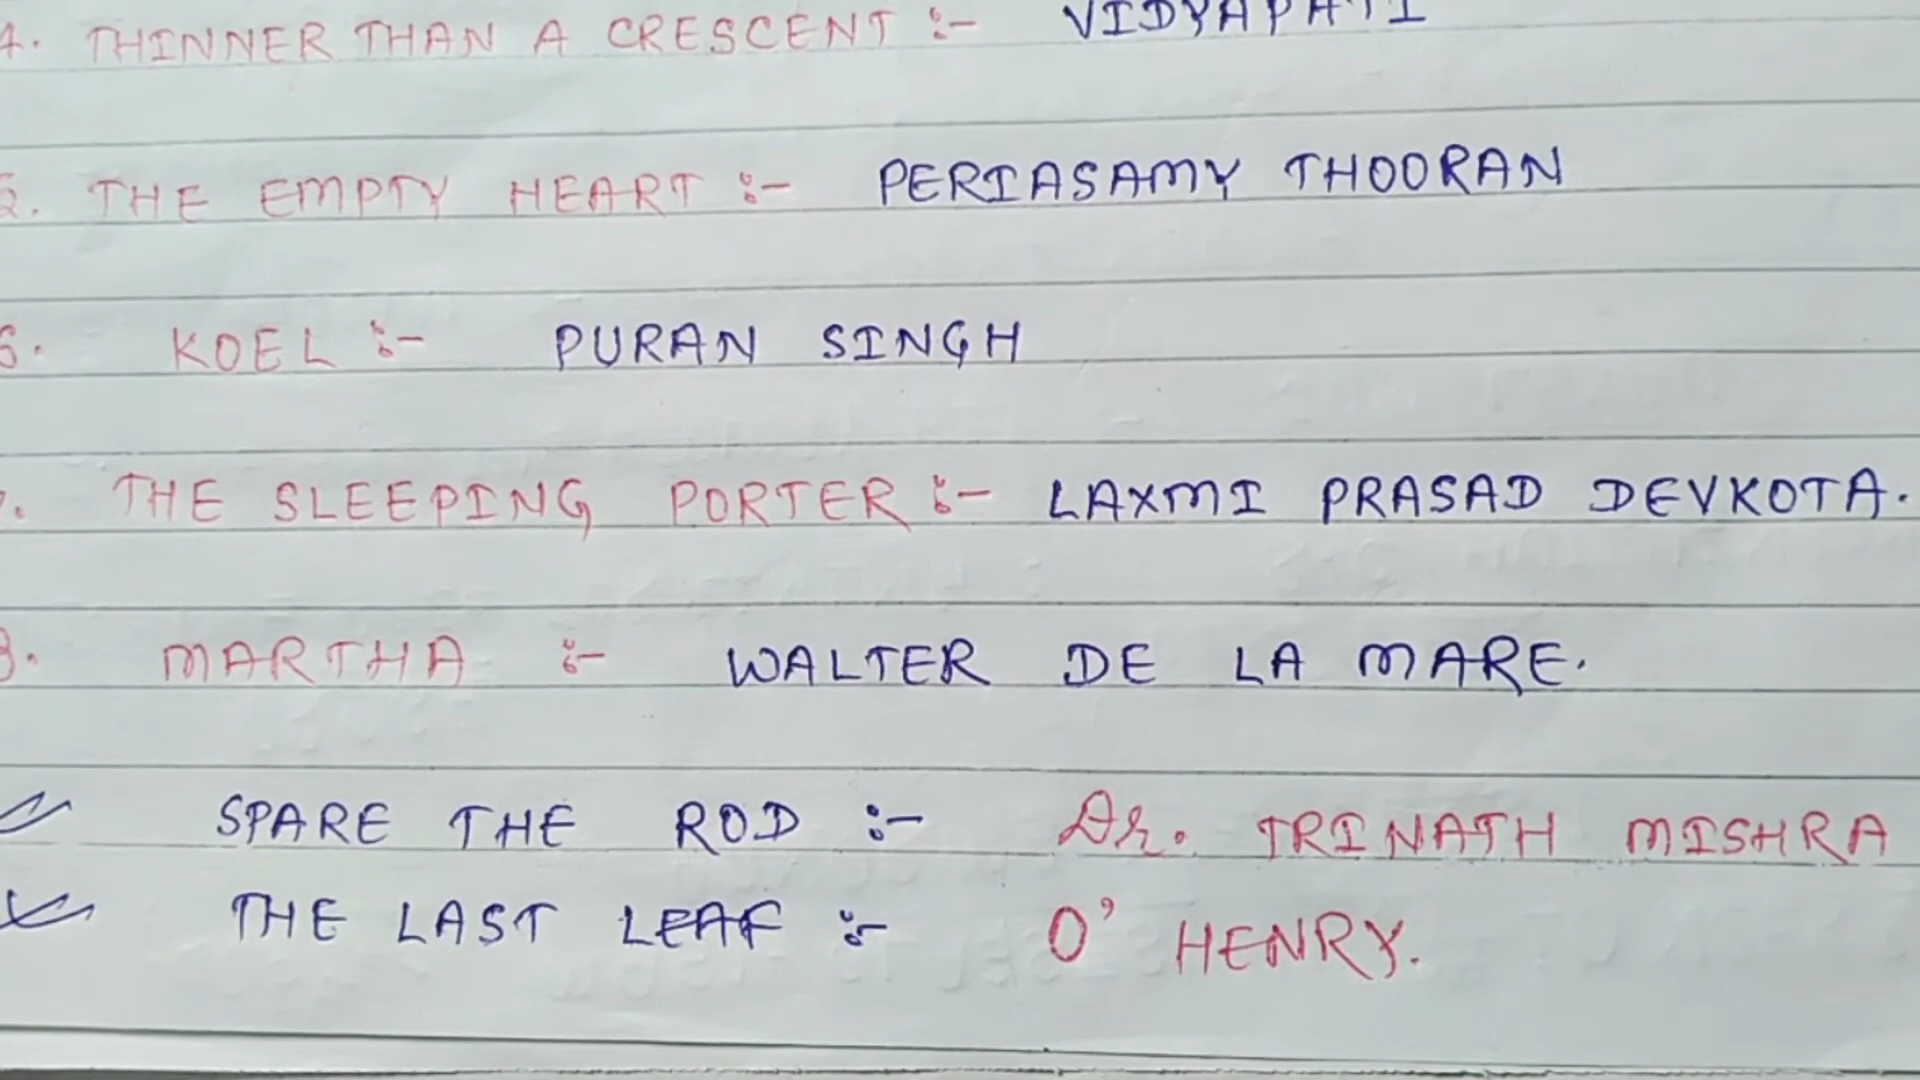 4. THINNER THAN A CRESCENT :- VIDYAPATI
5. THE EMPTY HEART :- PERIASAMY THOORAN
6. KOEL :- PURAN SINGH
7. THE SLEEPING PORTER :- LAXMI PRASAD DEVKOTA.
8. MARTHA :- WALTER DE LA MARE.
SPARE THE ROD :- Dr. TRINATH MISHRA
THE LAST LEAF :- O' HENRY.